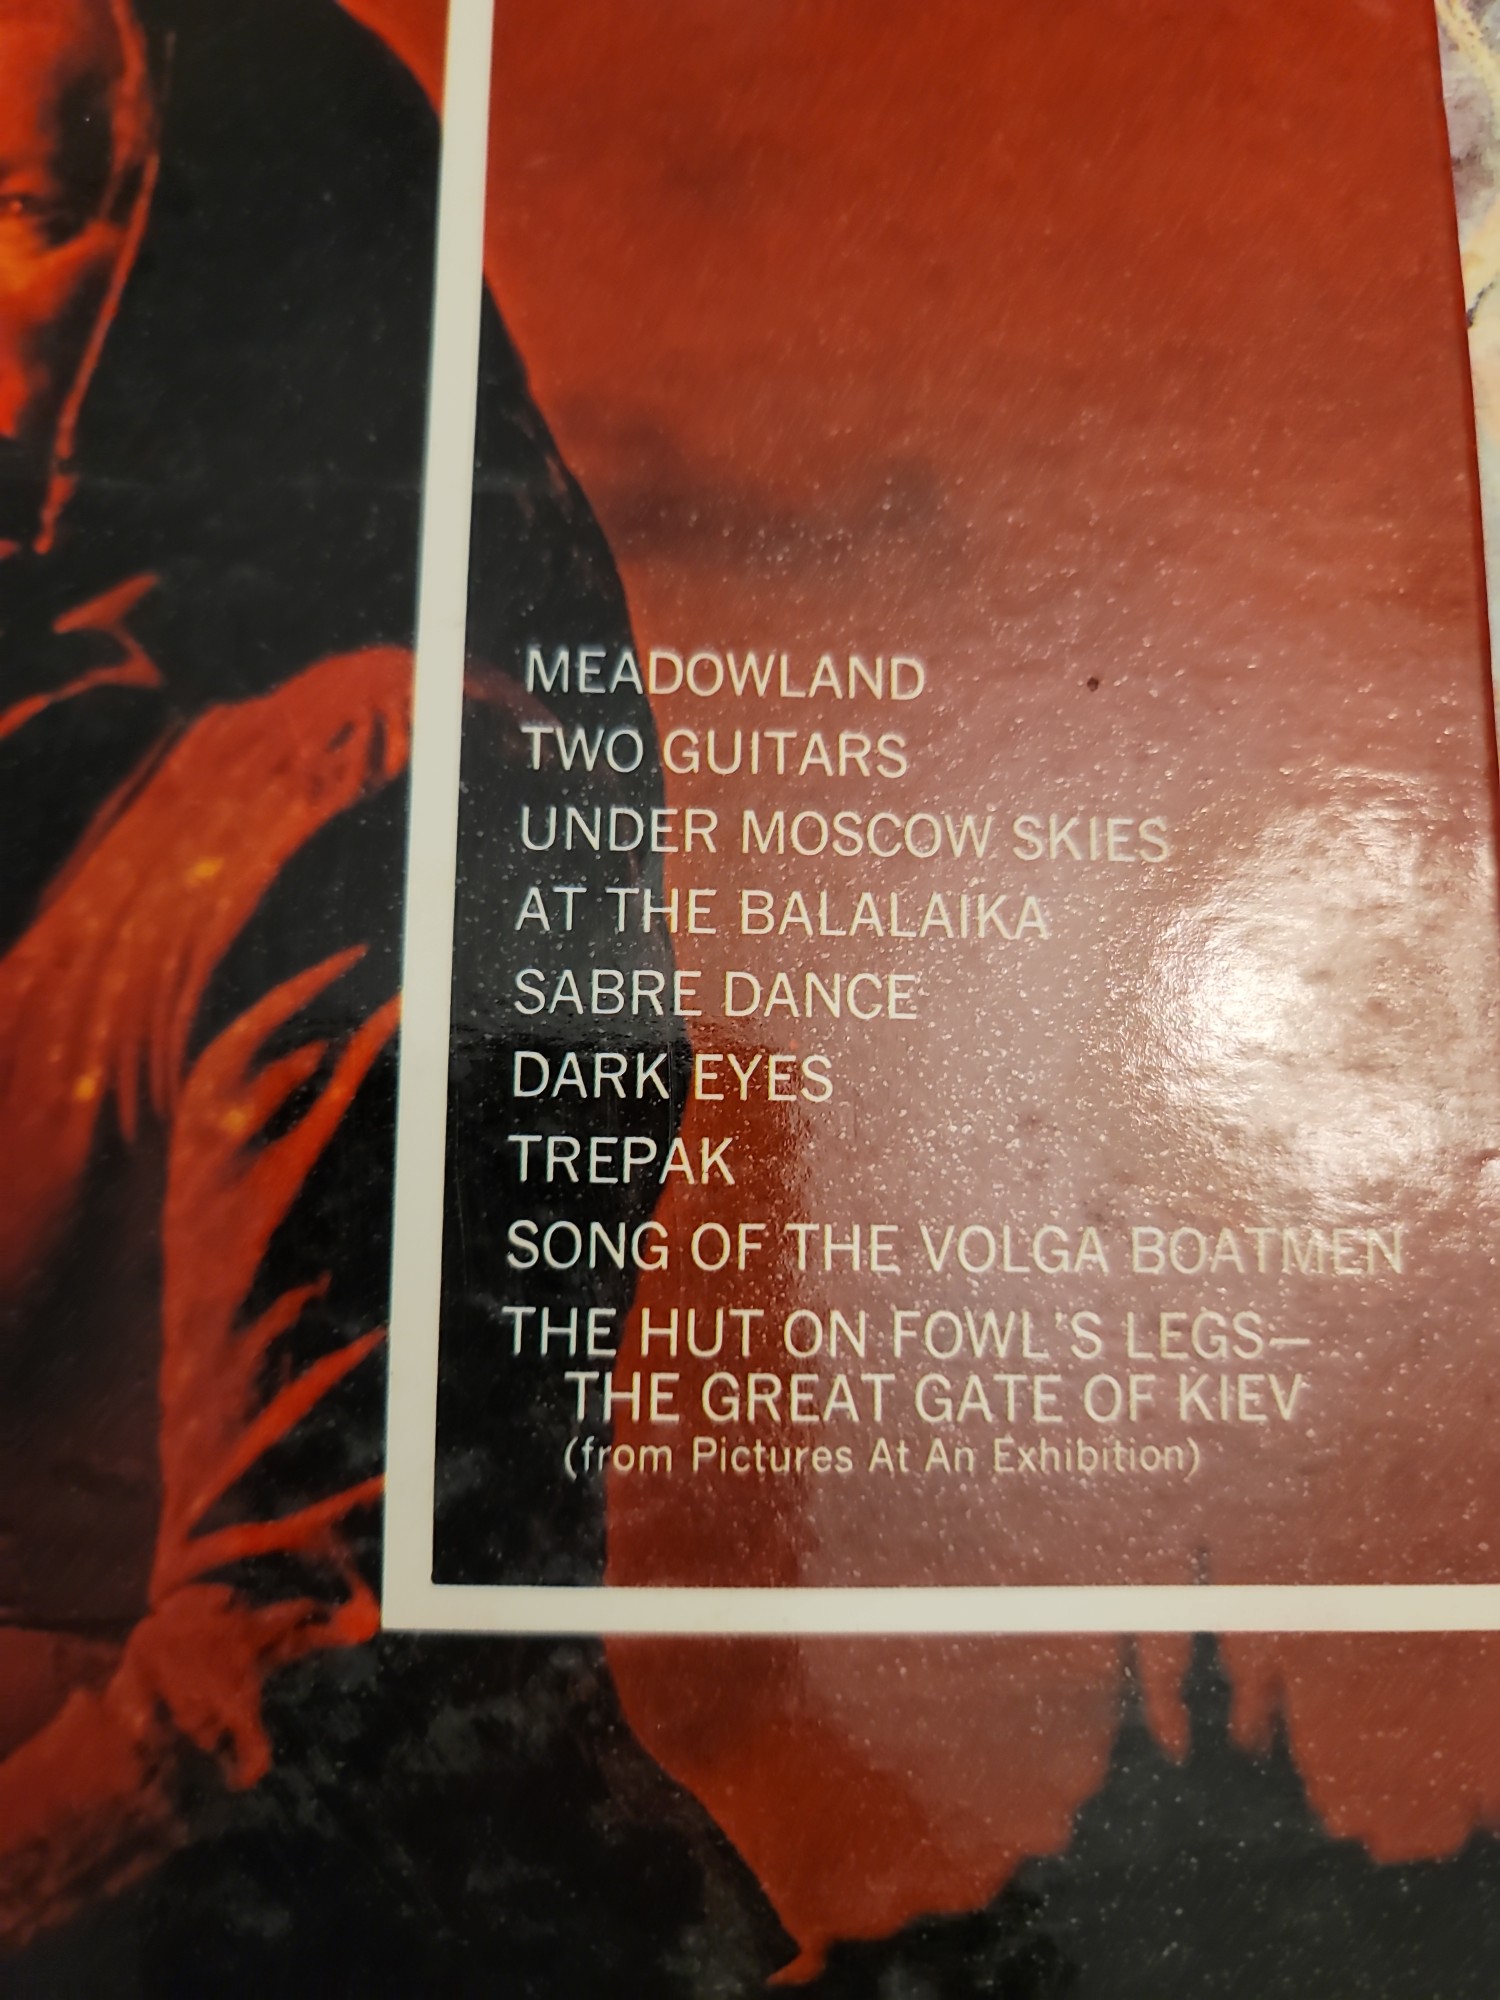 MEADOWLAND
TWO GUITARS
UNDER MOSCOW SKIES
AT THE BALALAIKA
SABRE DANCE
DARK EYES
TREPAK
SONG OF THE VOLGA BOATMEN
THE HUT ON FOWL'S LEGS—
THE GREAT GATE OF KIEV
(from Pictures At An Exhibition)